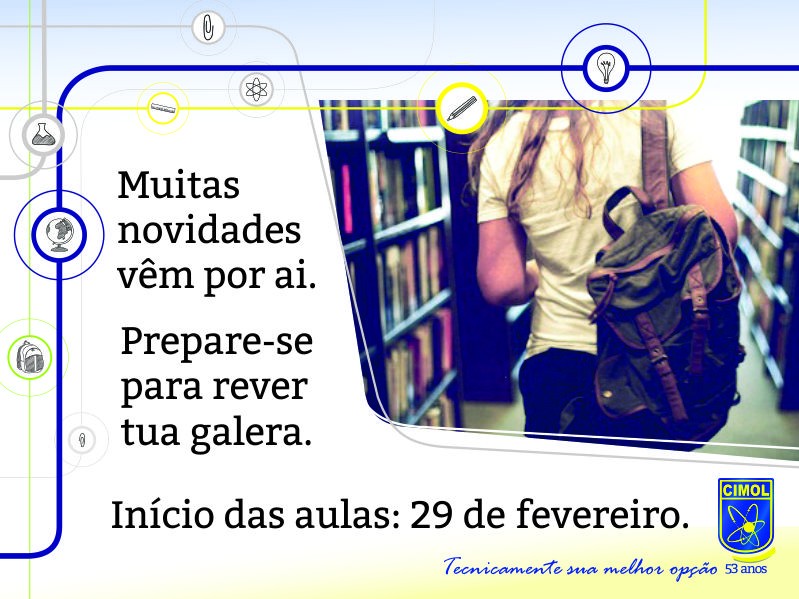 Muitas
novidades
vêm por ai.
Prepare-se
para rever
tua galera.
Início das aulas: 29 de fevereiro.
CIMOL
Tecnicamente sua melhor opção 53 anos